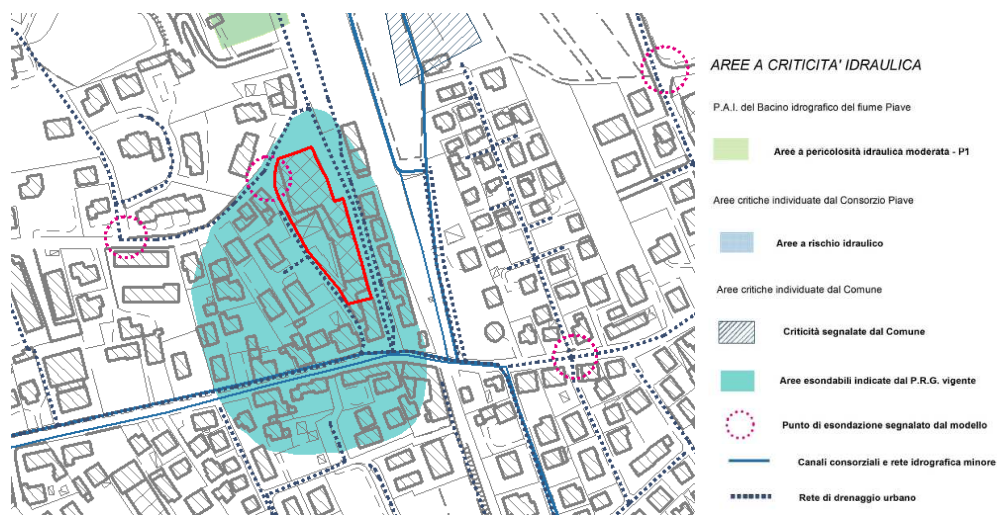 AREE A CRITICITA' IDRAULICA
P.A.I. del Bacino idrografico del fiume Piave
Aree a pericolosità idraulica moderata - P1
Aree critiche individuate dal Consorzio Piave
Aree a rischio idraulico
Aree critiche individuate dal Comune
Criticità segnalate dal Comune
Aree esondabili indicate dal P.R.G. vigente
Punto di esondazione segnalato dal modello
Canali consorziali e rete idrografica minore
Rete di drenaggio urbano